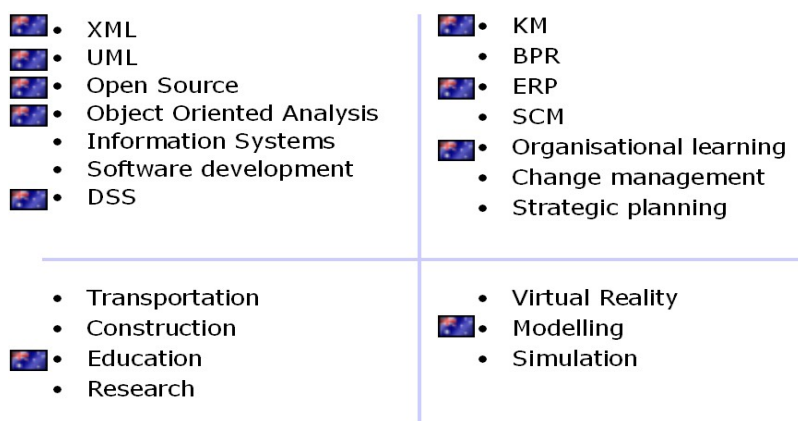 • XML
• UML
• Open Source
• Object Oriented Analysis
• Information Systems
• Software development
• DSS
• KM
• BPR
• ERP
• SCM
• Organisational learning
• Change management
• Strategic planning
• Transportation
• Construction
• Education
• Research
• Virtual Reality
• Modelling
• Simulation